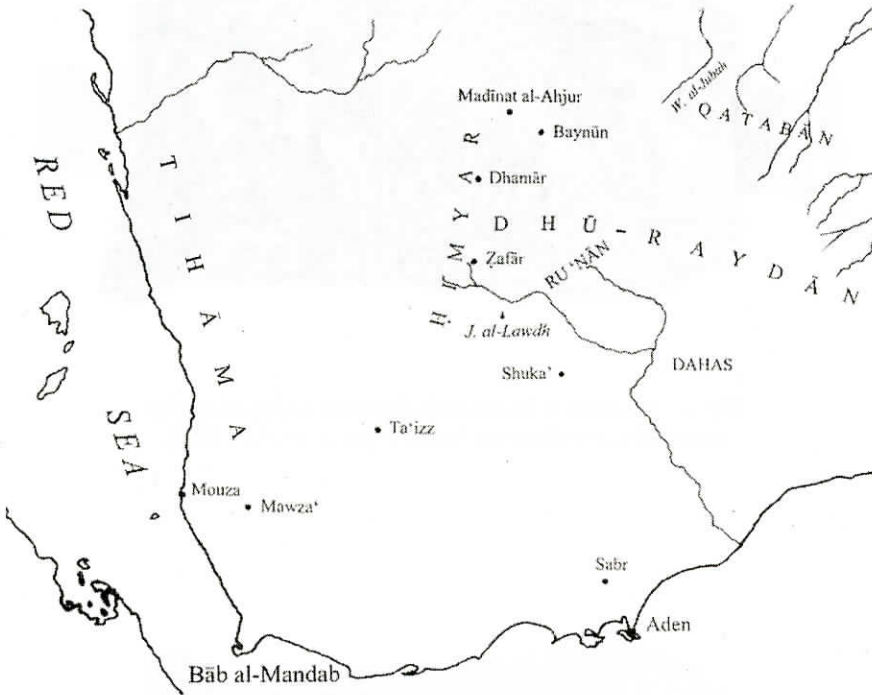 W. al-Jubah
QATABĀN
Madīnat al-Ahjur
Baynūn
RED SEA
TIHĀMA
Dhamār
ḤIMYAR
DHŪ-RAYDĀN
Ẓafār
RU‘NĀN
J. al-Lawdh
DAHAS
Shuka’
Ta‘izz
Mouza
Mawza‘
Sabr
Aden
Bāb al-Mandab